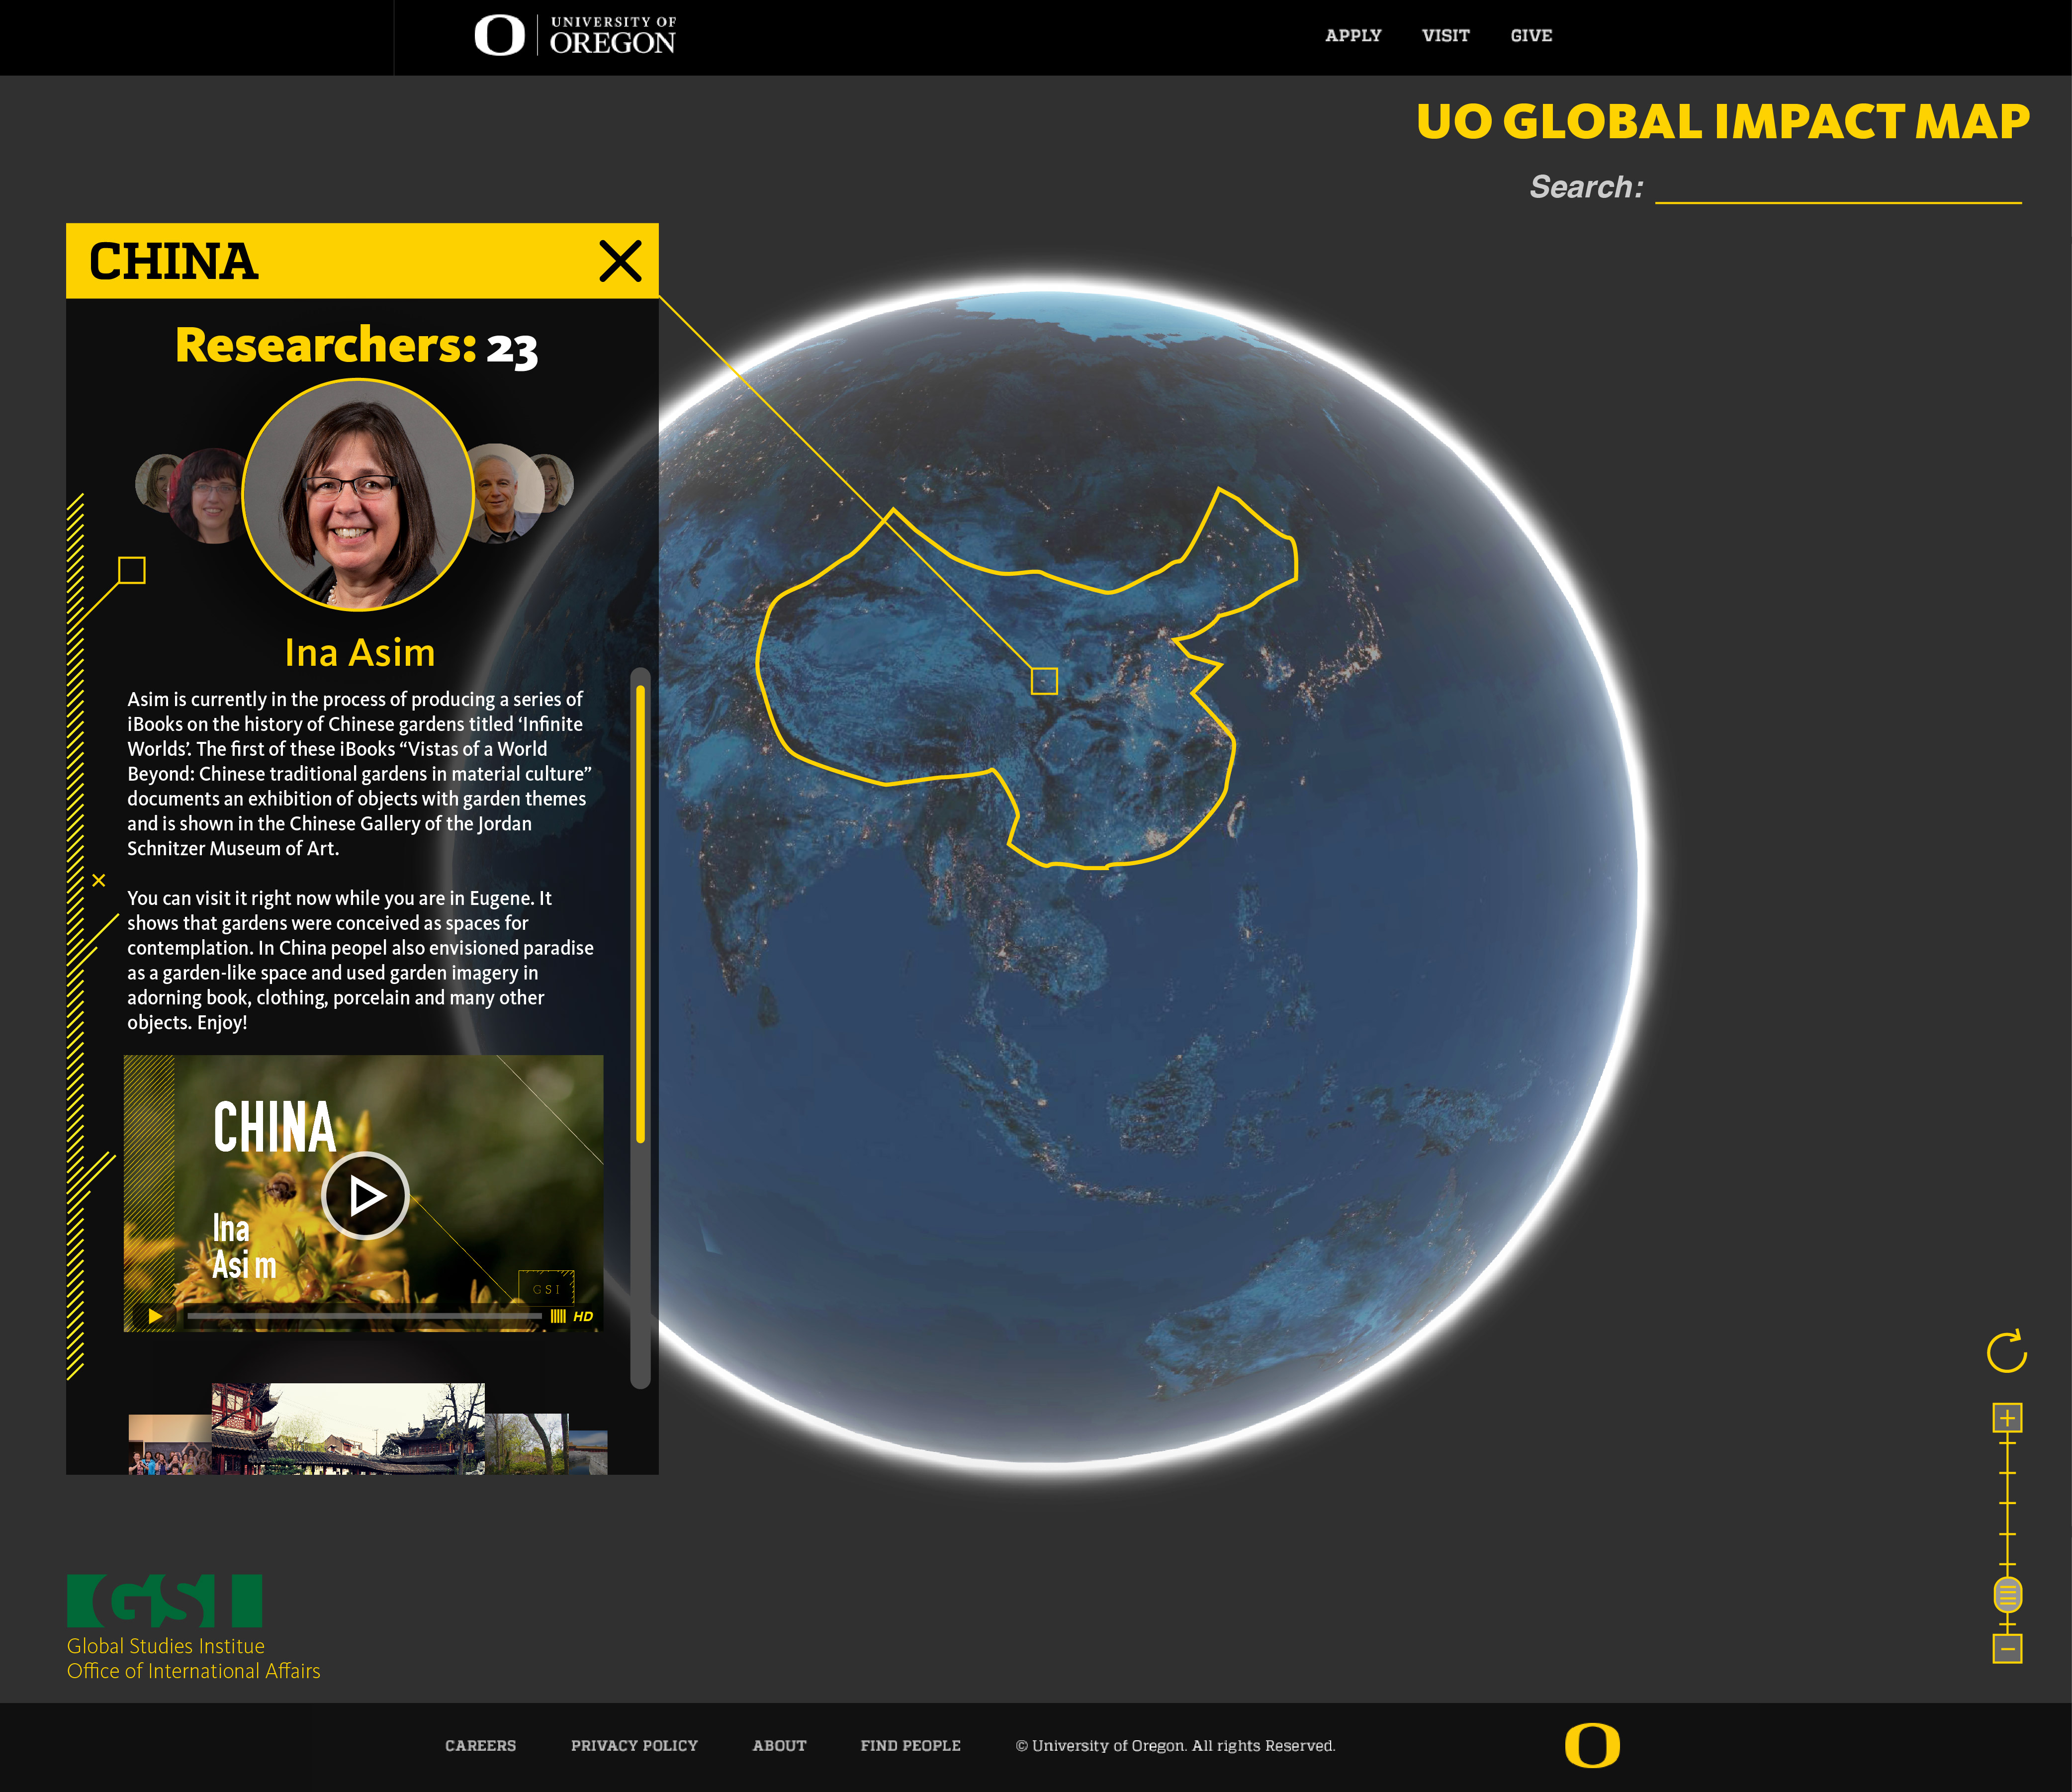 UNIVERSITY OF
OREGON
APPLY
VISIT
GIVE
UO GLOBAL IMPACT MAP
Search:
CHINA
Researchers: 23
Ina Asim
Asim is currently in the process of producing a series of
iBooks on the history of Chinese gardens titled ‘Infinite
Worlds’. The first of these iBooks “Vistas of a World
Beyond: Chinese traditional gardens in material culture”
documents an exhibition of objects with garden themes
and is shown in the Chinese Gallery of the Jordan
Schnitzer Museum of Art.
You can visit it right now while you are in Eugene. It
shows that gardens were conceived as spaces for
contemplation. In China peopel also envisioned paradise
as a garden-like space and used garden imagery in
adorning book, clothing, porcelain and many other
objects. Enjoy!
CHINA
Ina
Asim
GSI
HD
GSI
Global Studies Institue
Office of International Affairs
CAREERS
PRIVACY POLICY
ABOUT
FIND PEOPLE
© University of Oregon. All rights Reserved.